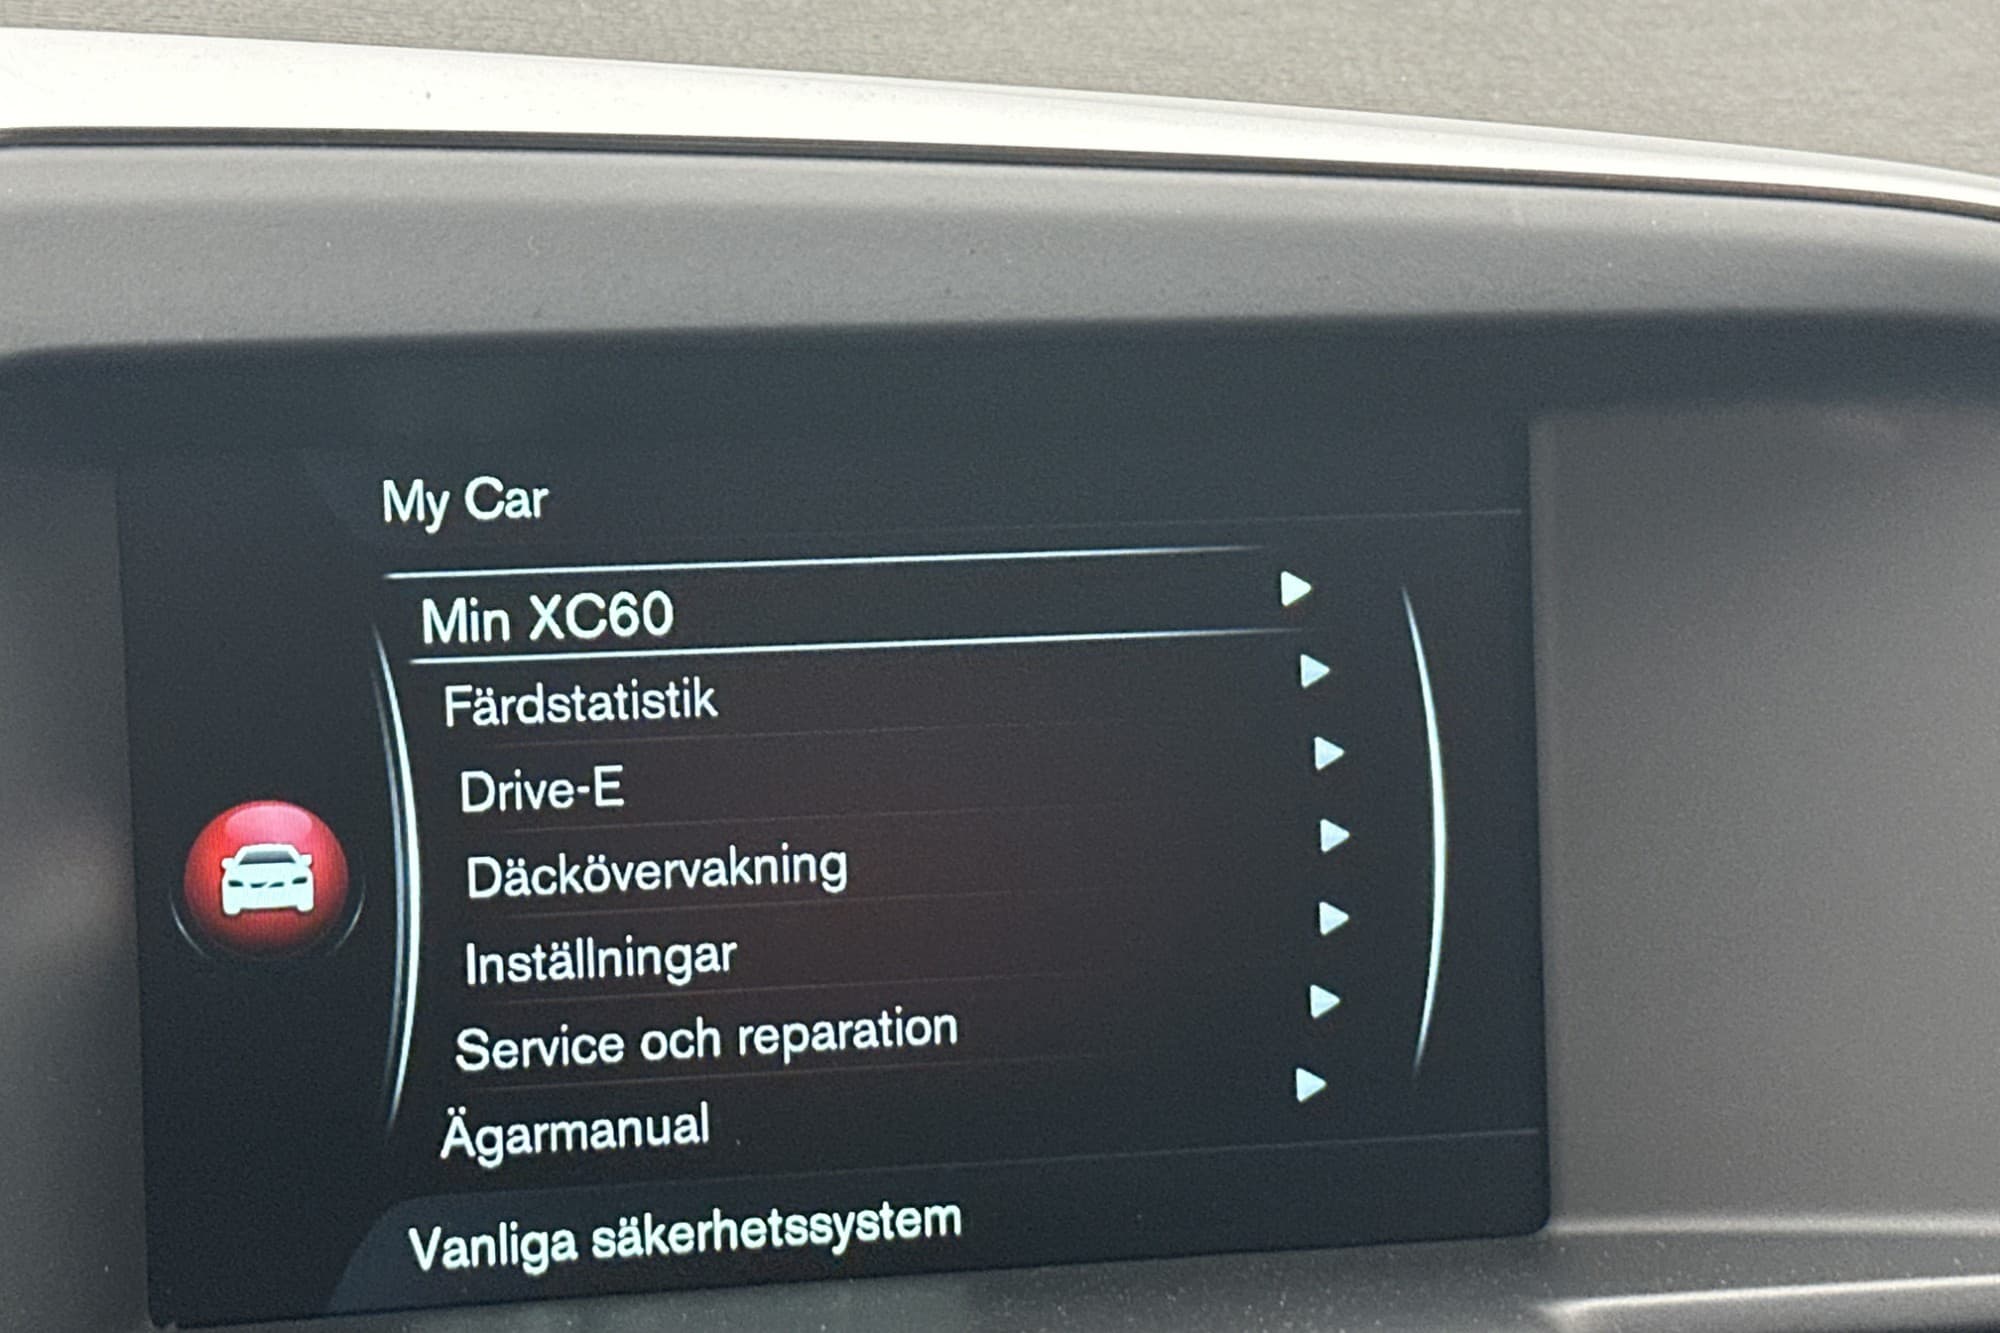 My Car
Min XC60
Färdstatistik
Drive-E
Däckövervakning
Inställningar
Service och reparation
Ägarmanual
Vanliga säkerhetssystem